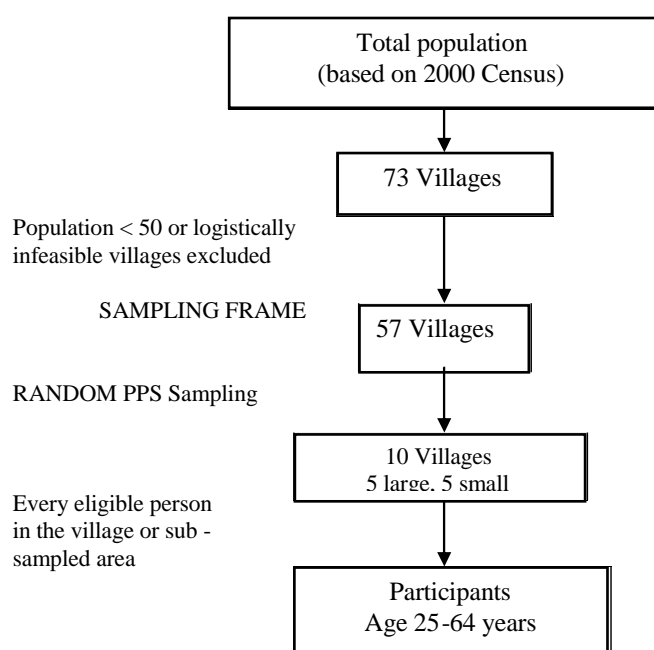 Total population
(based on 2000 Census)
73 Villages
Population < 50 or logistically
infeasible villages excluded
SAMPLING FRAME
57 Villages
RANDOM PPS Sampling
10 Villages
5 large, 5 small
Every eligible person
in the village or sub -
sampled area
Participants
Age 25-64 years